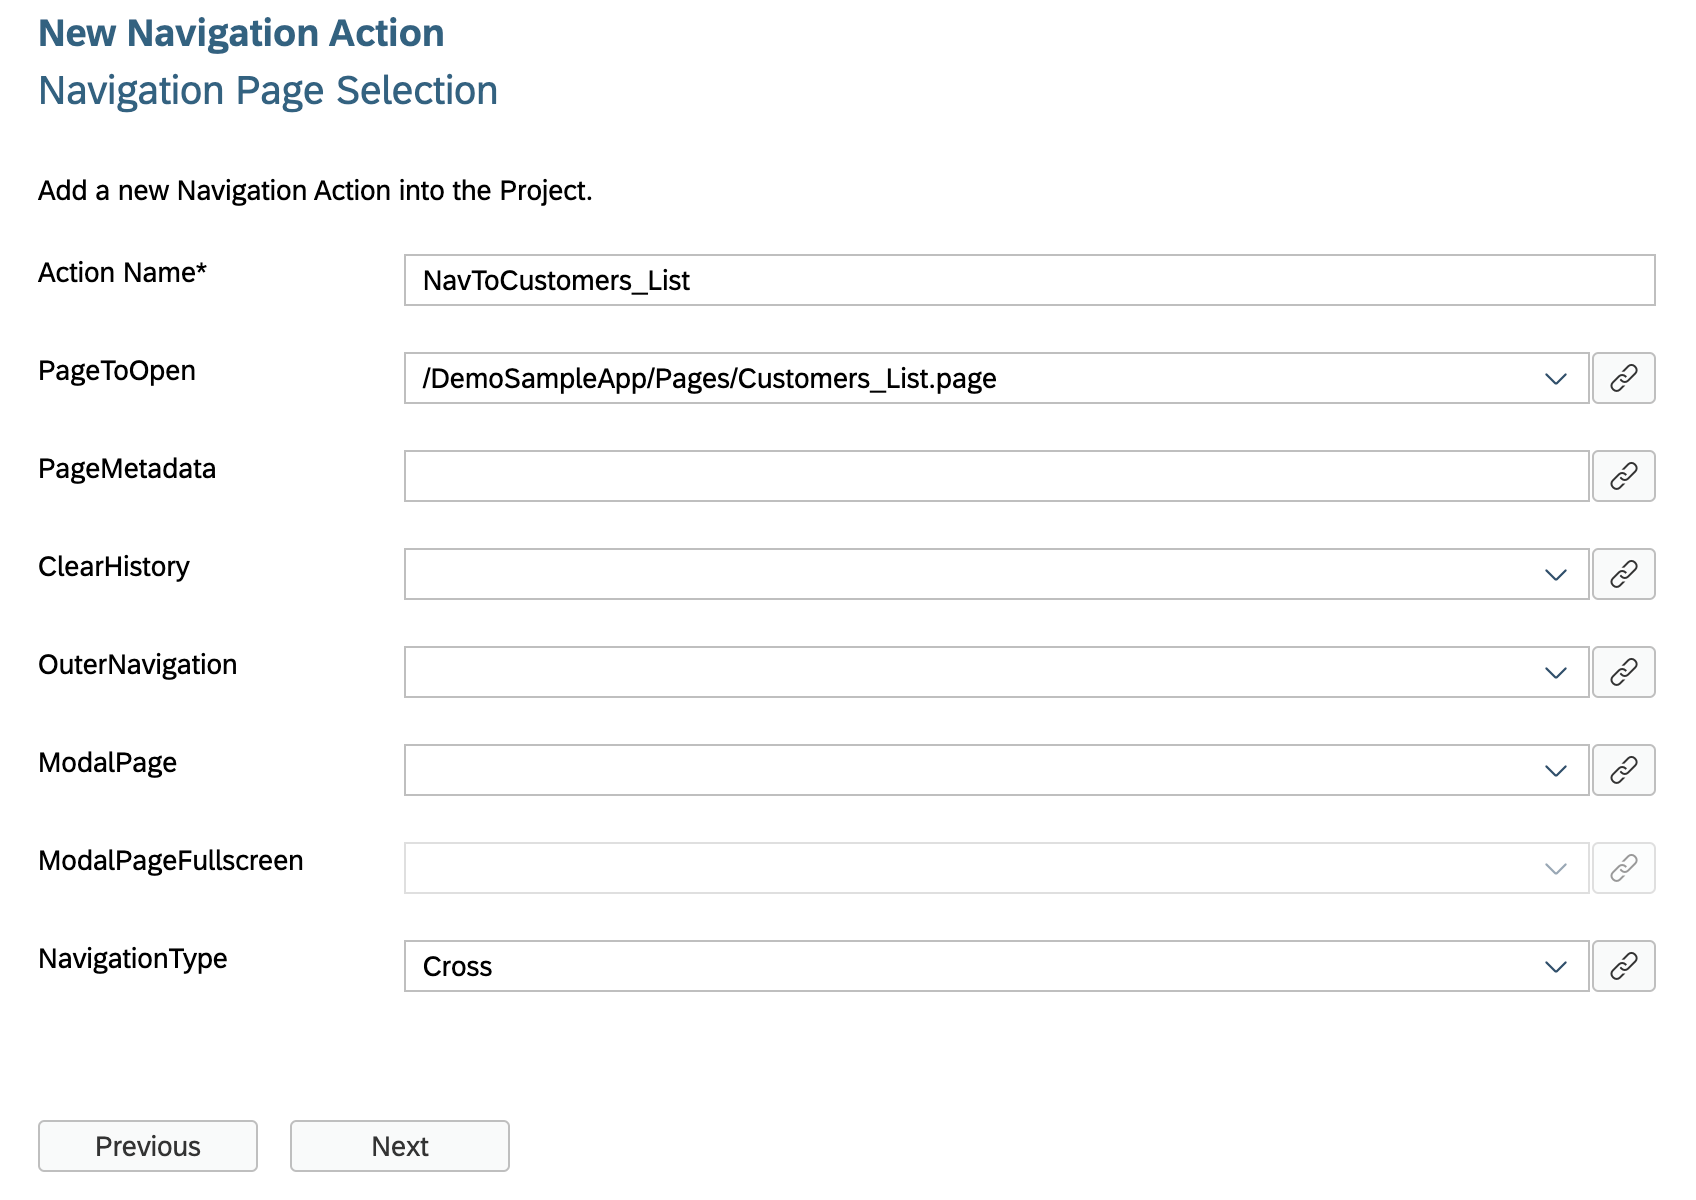 New Navigation Action
Navigation Page Selection
Add a new Navigation Action into the Project.
Action Name*
NavToCustomers_List
PageToOpen
/DemoSampleApp/Pages/Customers_List.page
PageMetadata
ClearHistory
OuterNavigation
ModalPage
ModalPageFullscreen
NavigationType
Cross
Previous
Next